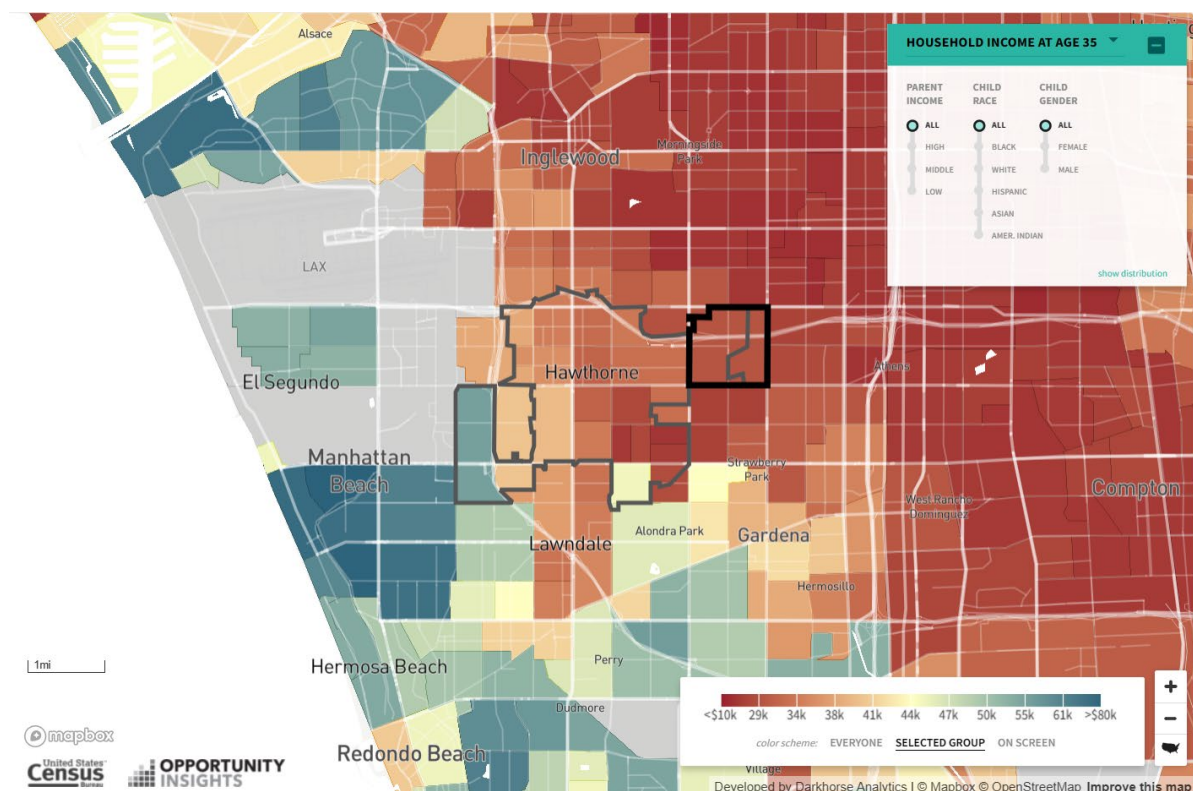 Alsace
Inglewood
Morningside
Park
LAX
El Segundo
Hawthorne
Athens
Manhattan
Beach
Strawberry
Park
West Rancho
Dominguez
Compton
Lawndale
Alondra Park
Gardena
Hermosillo
Hermosa Beach
Perry
Dudmore
Redondo Beach
Village
HOUSEHOLD INCOME AT AGE 35
PARENT INCOME
CHILD RACE
CHILD GENDER
ALL ALL ALL
HIGH BLACK FEMALE
MIDDLE WHITE MALE
LOW HISPANIC
ASIAN
AMER. INDIAN
show distribution
1mi
<$10k 29k 34k 38k 41k 44k 47k 50k 55k 61k >$80k
color scheme: EVERYONE SELECTED GROUP ON SCREEN
+
−
mapbox
United States™
Census
Bureau
OPPORTUNITY
INSIGHTS
Developed by Darkhorse Analytics | © Mapbox © OpenStreetMap Improve this map